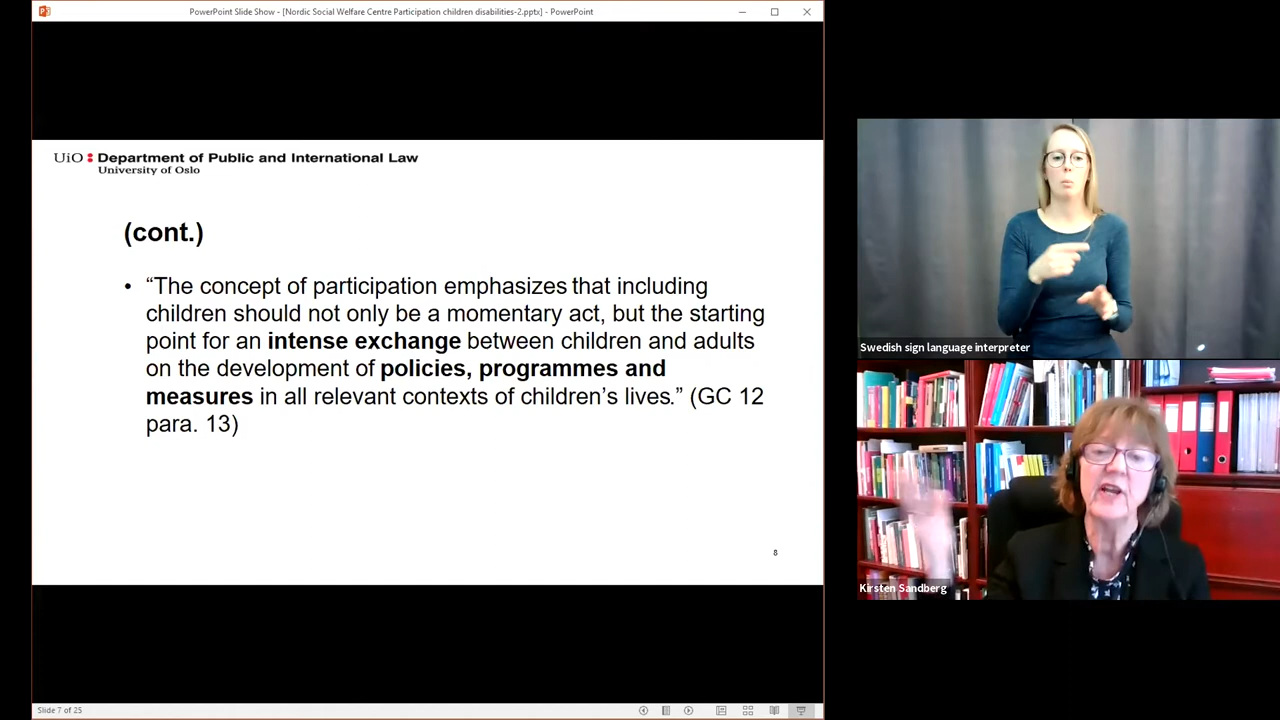 PowerPoint Slide Show - [Nordic Social Welfare Centre Participation children disabilities-2.pptx] - PowerPoint
UiO Department of Public and International Law
University of Oslo
(cont.)
• “The concept of participation emphasizes that including
children should not only be a momentary act, but the starting
point for an intense exchange between children and adults
on the development of policies, programmes and
measures in all relevant contexts of children’s lives.” (GC 12
para. 13)
8
Slide 7 of 25
Swedish sign language interpreter
Kirsten Sandberg